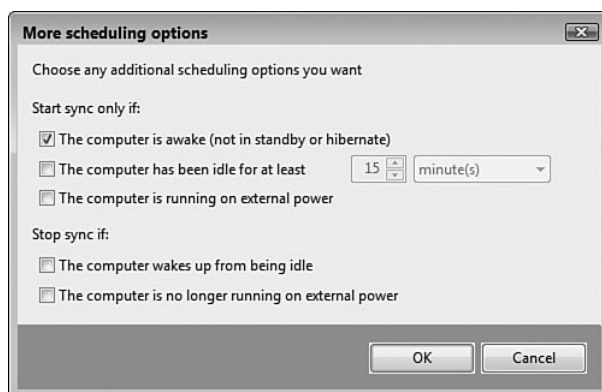 More scheduling options
Choose any additional scheduling options you want
Start sync only if:
The computer is awake (not in standby or hibernate)
The computer has been idle for at least 15 minute(s)
The computer is running on external power
Stop sync if:
The computer wakes up from being idle
The computer is no longer running on external power
OK Cancel